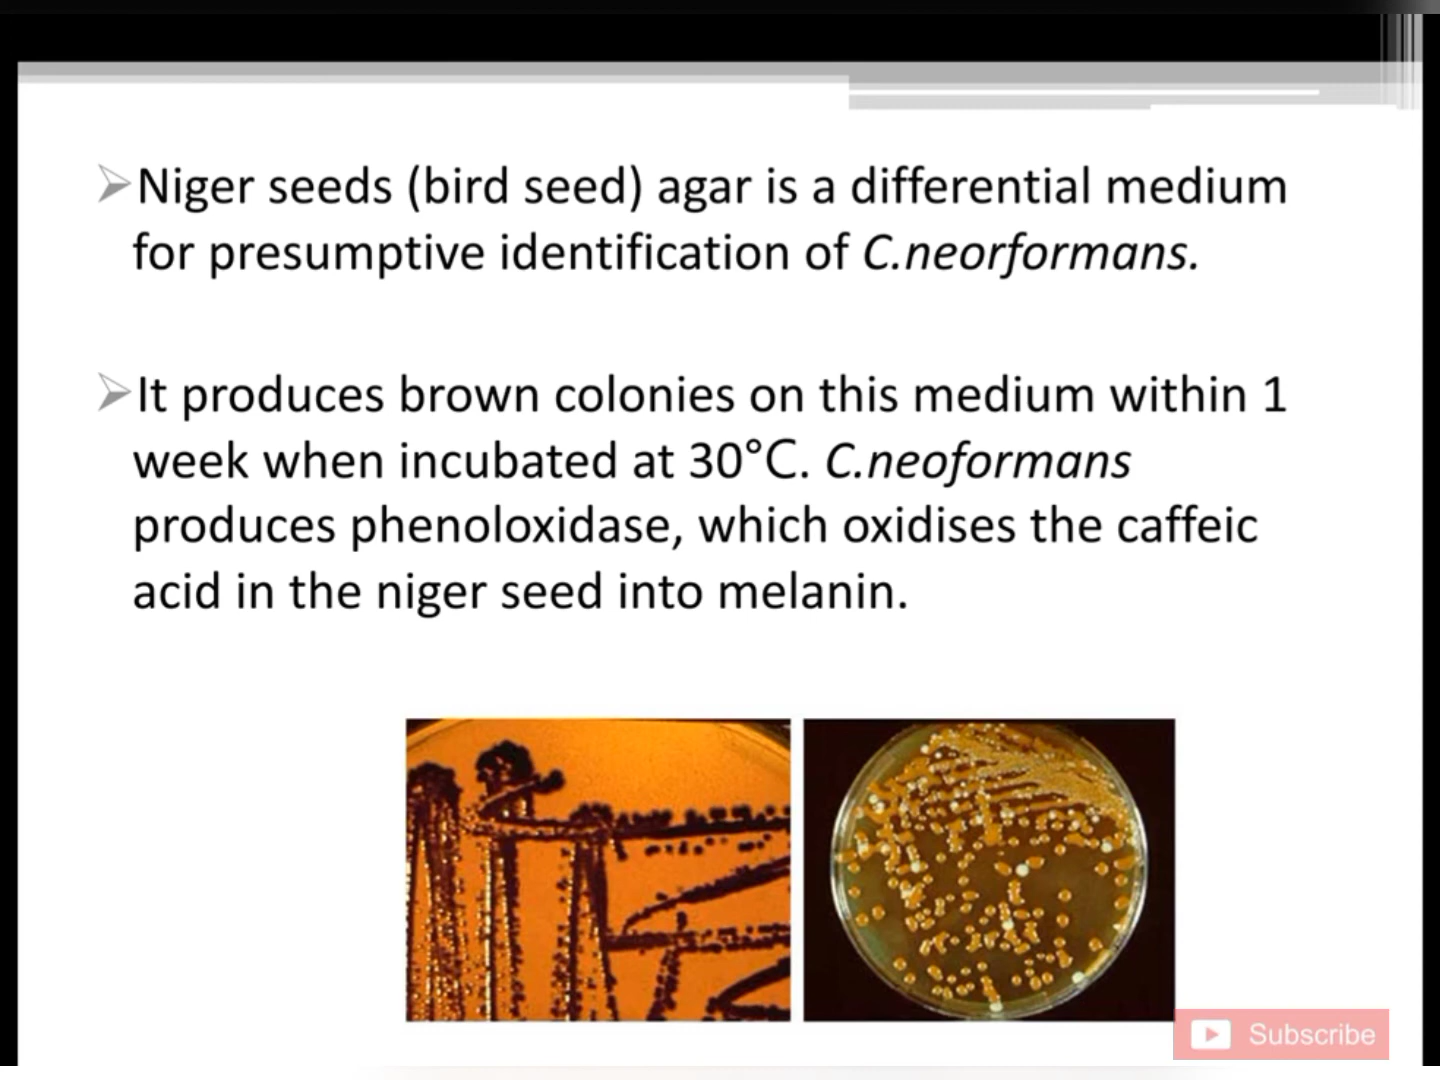 Niger seeds (bird seed) agar is a differential medium
for presumptive identification of C.neorformans.
It produces brown colonies on this medium within 1
week when incubated at 30°C. C.neoformans
produces phenoloxidase, which oxidises the caffeic
acid in the niger seed into melanin.
Subscribe